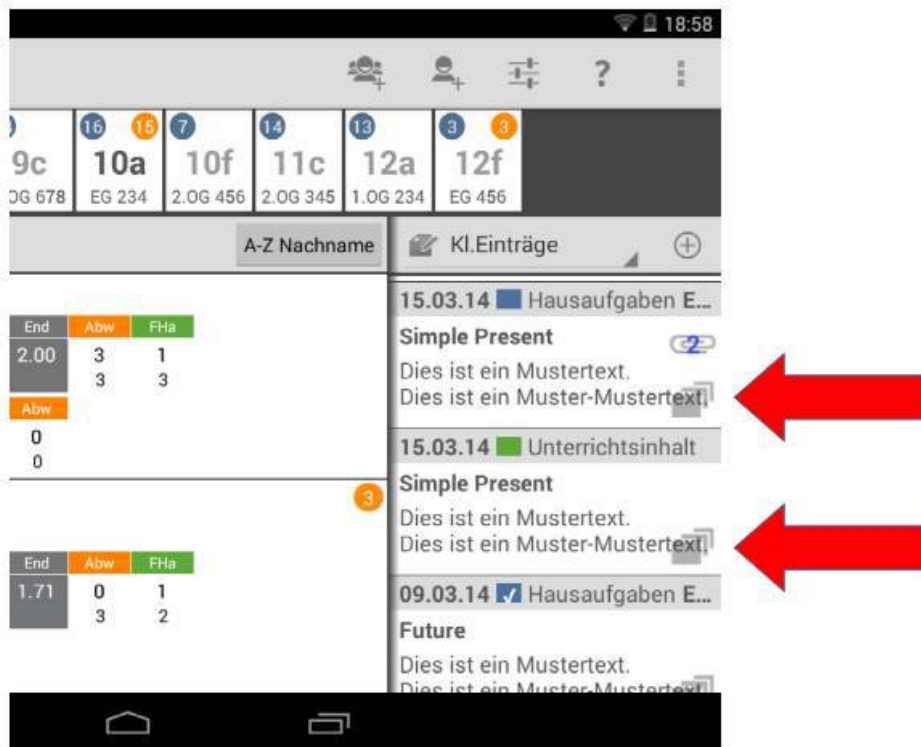 18:58
?
16 15 7 14 13 3 3
9c 10a 10f 11c 12a 12f
OG 678 EG 234 2.OG 456 2.OG 345 1.OG 234 EG 456
A-Z Nachname
Kl.Einträge
15.03.14 Hausaufgaben E...
Simple Present
2
Dies ist ein Mustertext.
Dies ist ein Muster-Mustertext.
15.03.14 Unterrichtsinhalt
Simple Present
Dies ist ein Mustertext.
Dies ist ein Muster-Mustertext.
09.03.14 Hausaufgaben E...
Future
Dies ist ein Mustertext.
Dies ist ein Muster-Mustertext.
End Abw FHa
2.00 3 1
3 3
Abw
0
0
3
End Abw FHa
1.71 0 1
3 2